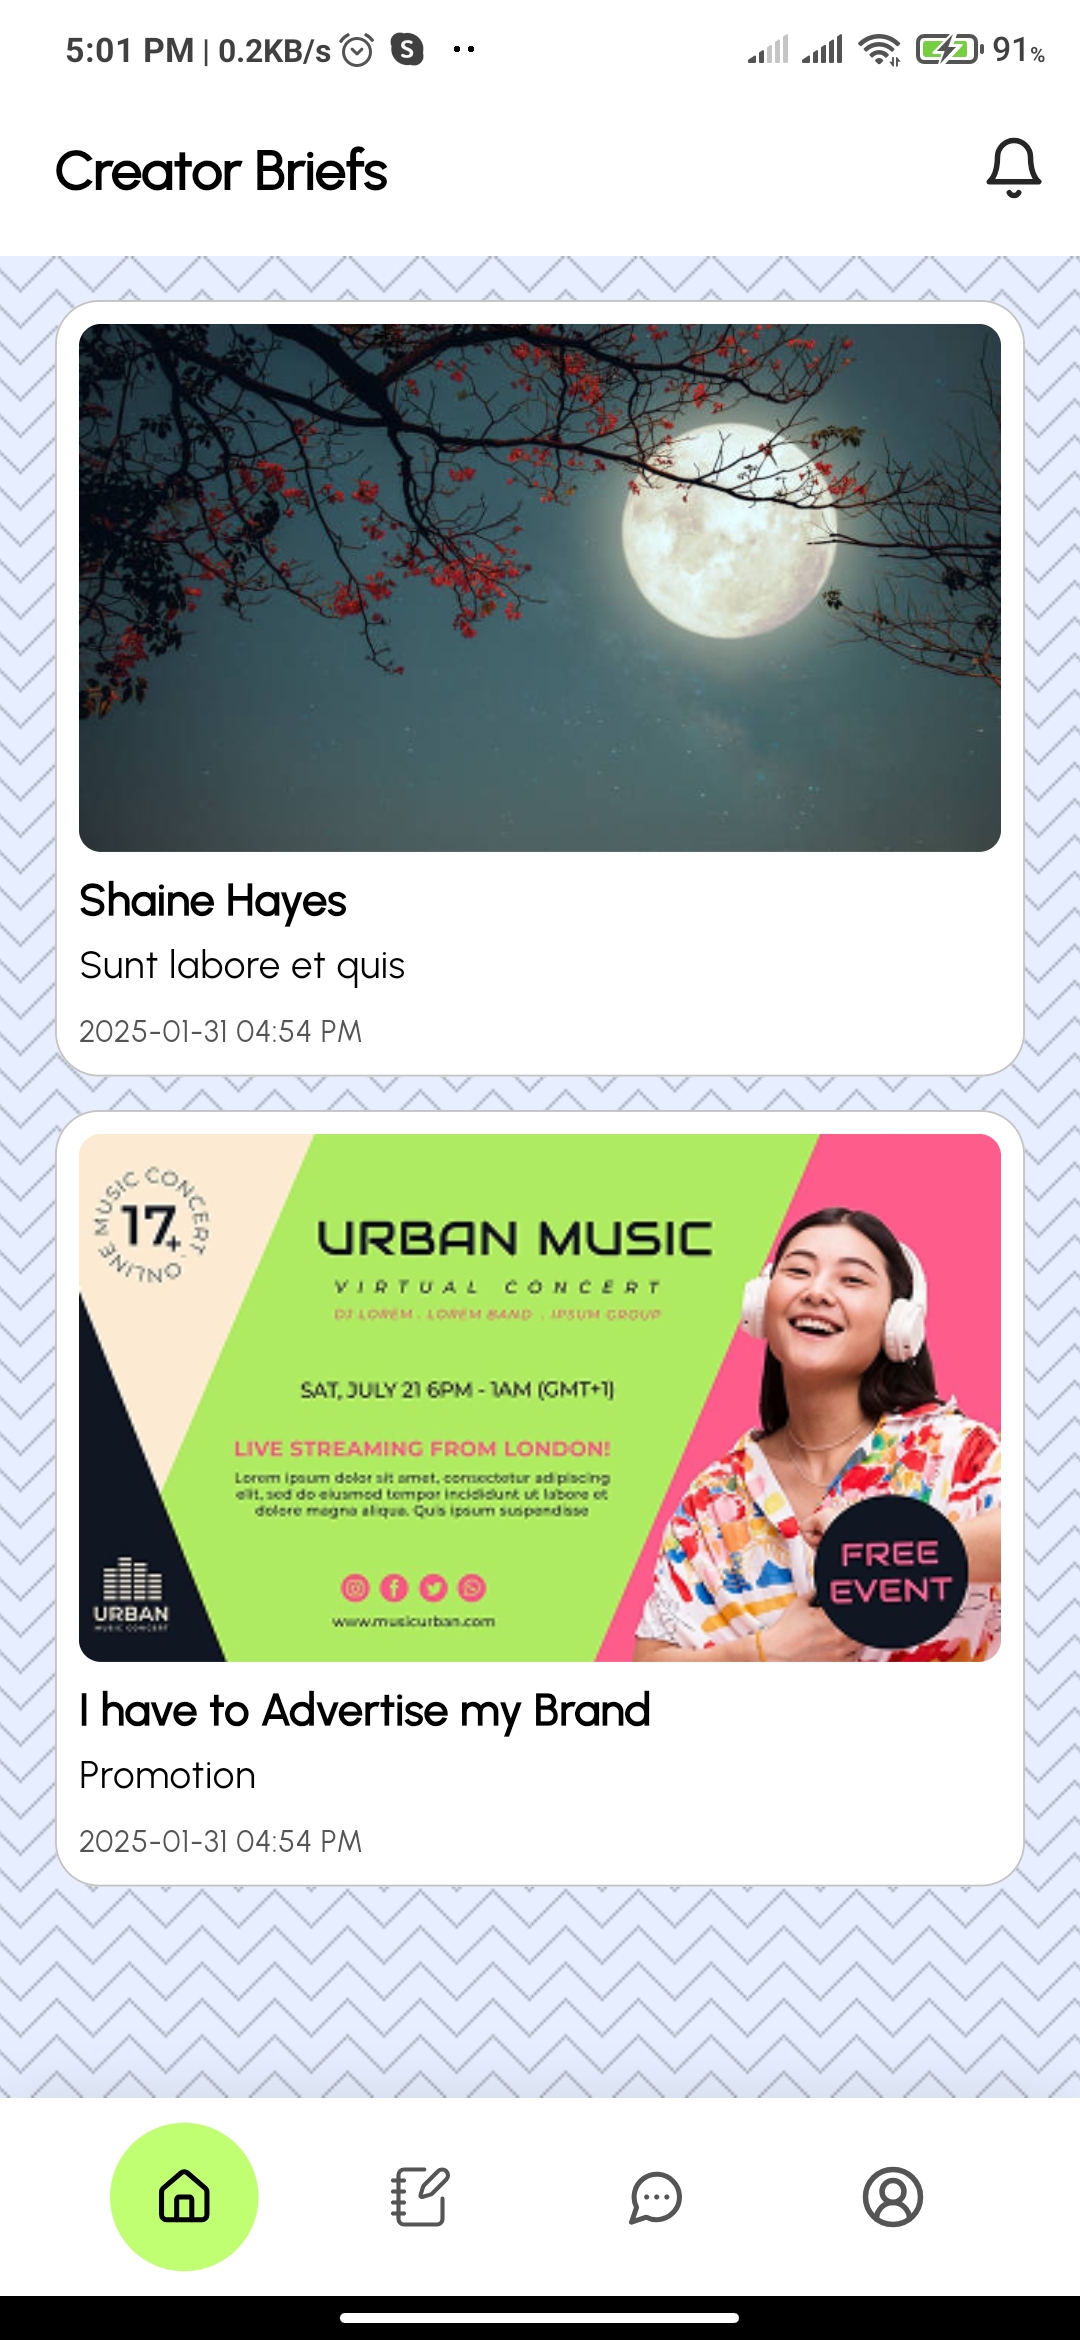 5:01 PM | 0.2KB/s
91%
Creator Briefs
Shaine Hayes
Sunt labore et quis
2025-01-31 04:54 PM
ONLINE MUSIC CONCERT
17+
URBAN MUSIC
VIRTUAL CONCERT
DJ LOREM . LOREM BAND . IPSUM GROUP
SAT, JULY 21 6PM - 1AM (GMT+1)
LIVE STREAMING FROM LONDON!
Lorem ipsum dolor sit amet, consectetur adipiscing
elit, sed do eiusmod tempor incididunt ut labore et
dolore magna aliqua. Quis ipsum suspendisse
www.musicurban.com
URBAN
MUSIC CONCERT
FREE
EVENT
I have to Advertise my Brand
Promotion
2025-01-31 04:54 PM